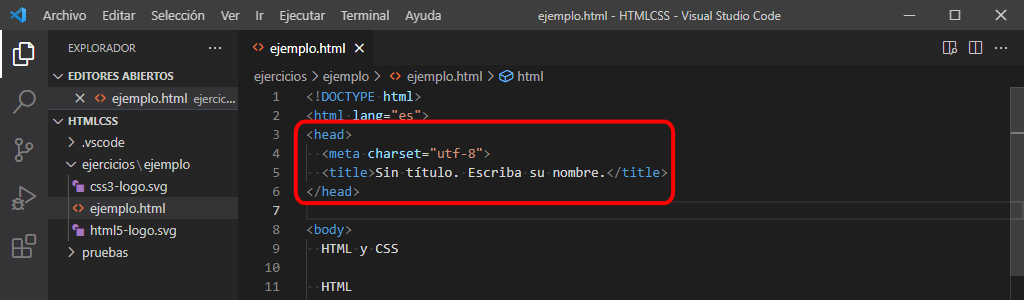 Archivo Editar Selección Ver Ir Ejecutar Terminal Ayuda ejemplo.html - HTMLCSS - Visual Studio Code
EXPLORADOR
EDITORES ABIERTOS
ejemplo.html ejercic...
HTMLCSS
.vscode
ejercicios\ejemplo
css3-logo.svg
ejemplo.html
html5-logo.svg
pruebas
ejemplo.html
ejercicios > ejemplo > ejemplo.html > html
1 <!DOCTYPE html>
2 <html lang="es">
3 <head>
4 <meta charset="utf-8">
5 <title>Sin título. Escriba su nombre.</title>
6 </head>
7
8 <body>
9 HTML y CSS
10
11 HTML